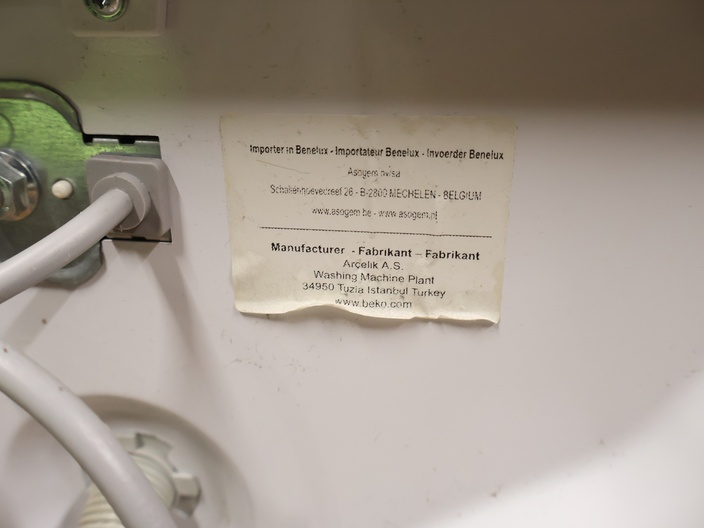 Importer in Benelux - Importateur Benelux - Invoerder Benelux
Asogem nv/sa
26 - B-2800 MECHELEN - BELGIUM
www.asogem.be - www.asogem.nl
Manufacturer - Fabrikant - Fabrikant
Arçelik A.S.
Washing Machine Plant
34950 Tuzla Istanbul Turkey
www.beko.com